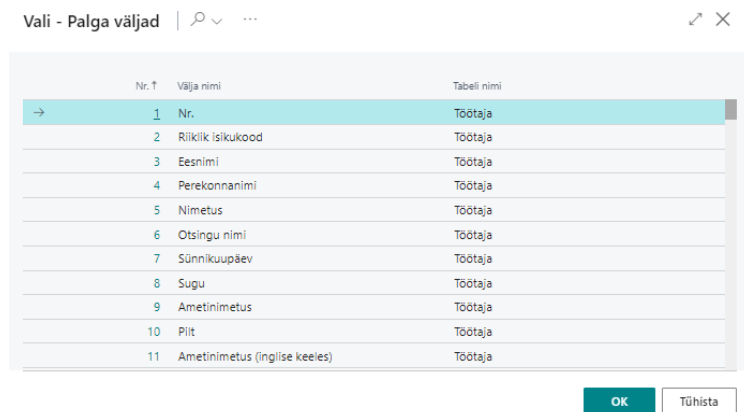 Vali - Palga väljad
Nr. ↑ Välja nimi Tabeli nimi
1 Nr. Töötaja
2 Riiklik isikukood Töötaja
3 Eesnimi Töötaja
4 Perekonnanimi Töötaja
5 Nimetus Töötaja
6 Otsingu nimi Töötaja
7 Sünnikuupäev Töötaja
8 Sugu Töötaja
9 Ametinimetus Töötaja
10 Pilt Töötaja
11 Ametinimetus (inglise keeles) Töötaja
OK Tühista